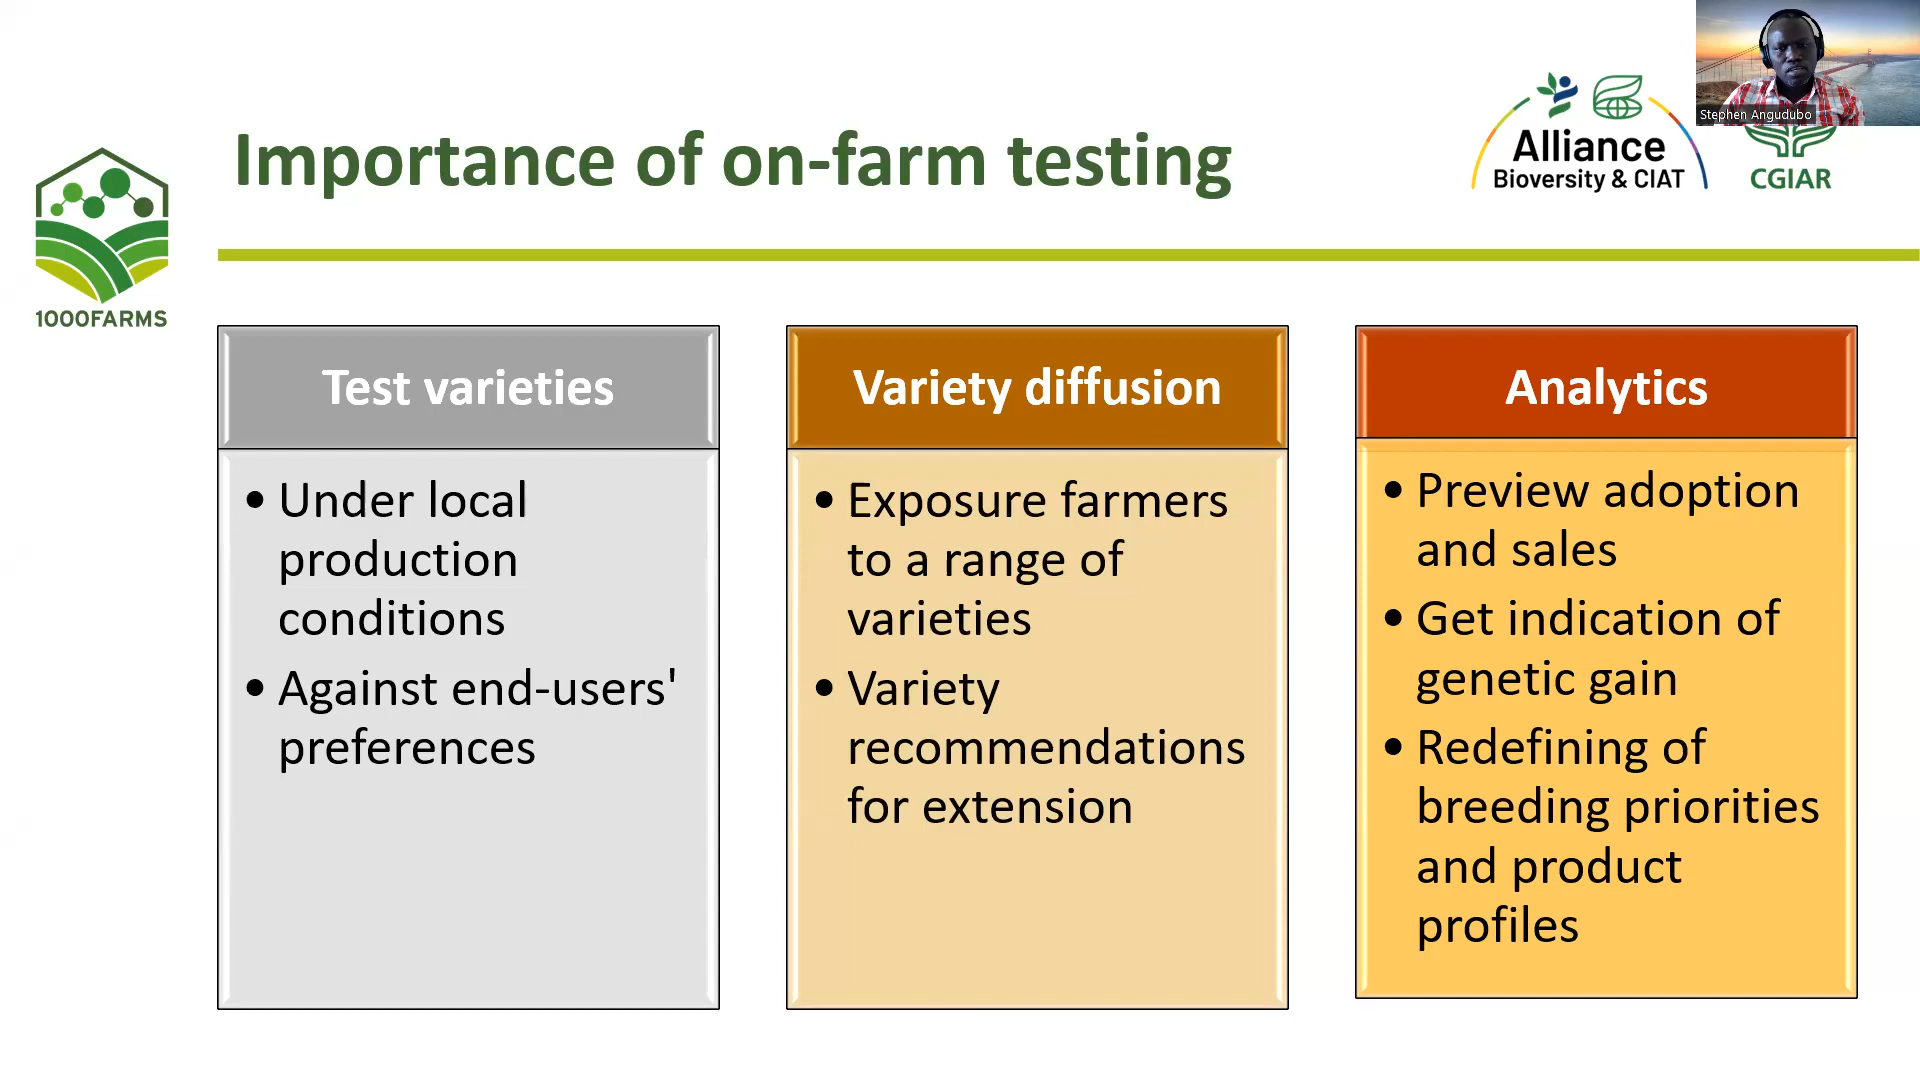 Stephen Angudubo
Importance of on-farm testing
Alliance
Bioversity & CIAT
CGIAR
1000FARMS
Test varieties
• Under local
production
conditions
• Against end-users'
preferences
Variety diffusion
• Exposure farmers
to a range of
varieties
• Variety
recommendations
for extension
Analytics
• Preview adoption
and sales
• Get indication of
genetic gain
• Redefining of
breeding priorities
and product
profiles